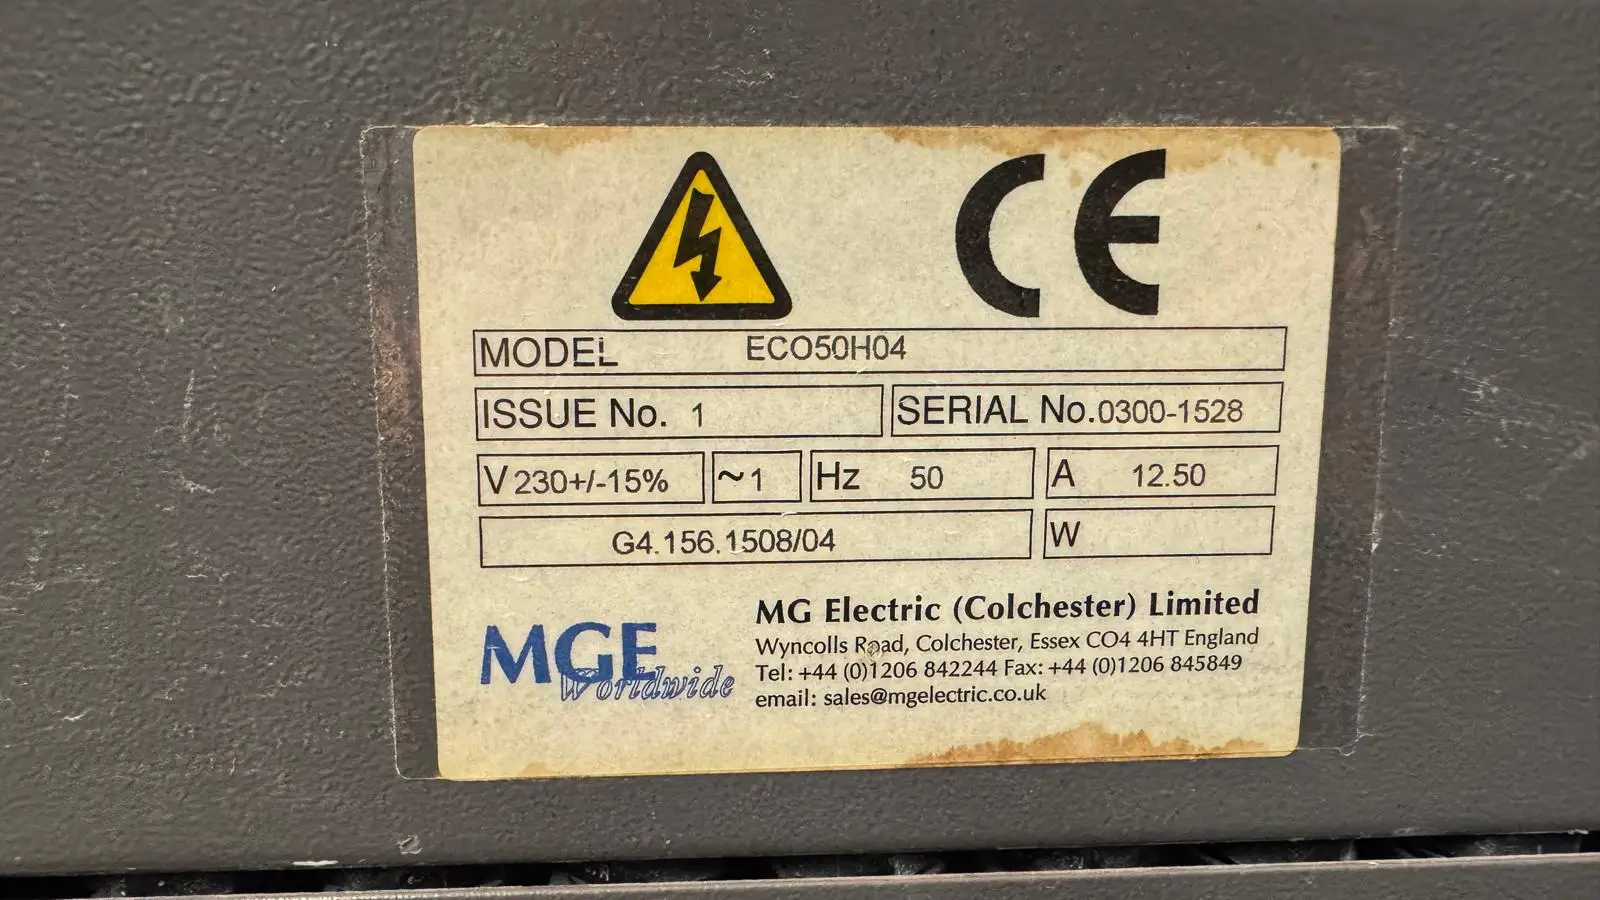 CE
MODEL ECO50H04
ISSUE No. 1 SERIAL No.0300-1528
V 230+/-15% ~1 Hz 50 A 12.50
G4.156.1508/04 W
MGE Worldwide
MG Electric (Colchester) Limited
Wyncolls Road, Colchester, Essex CO4 4HT England
Tel: +44 (0)1206 842244 Fax: +44 (0)1206 845849
email: sales@mgelectric.co.uk